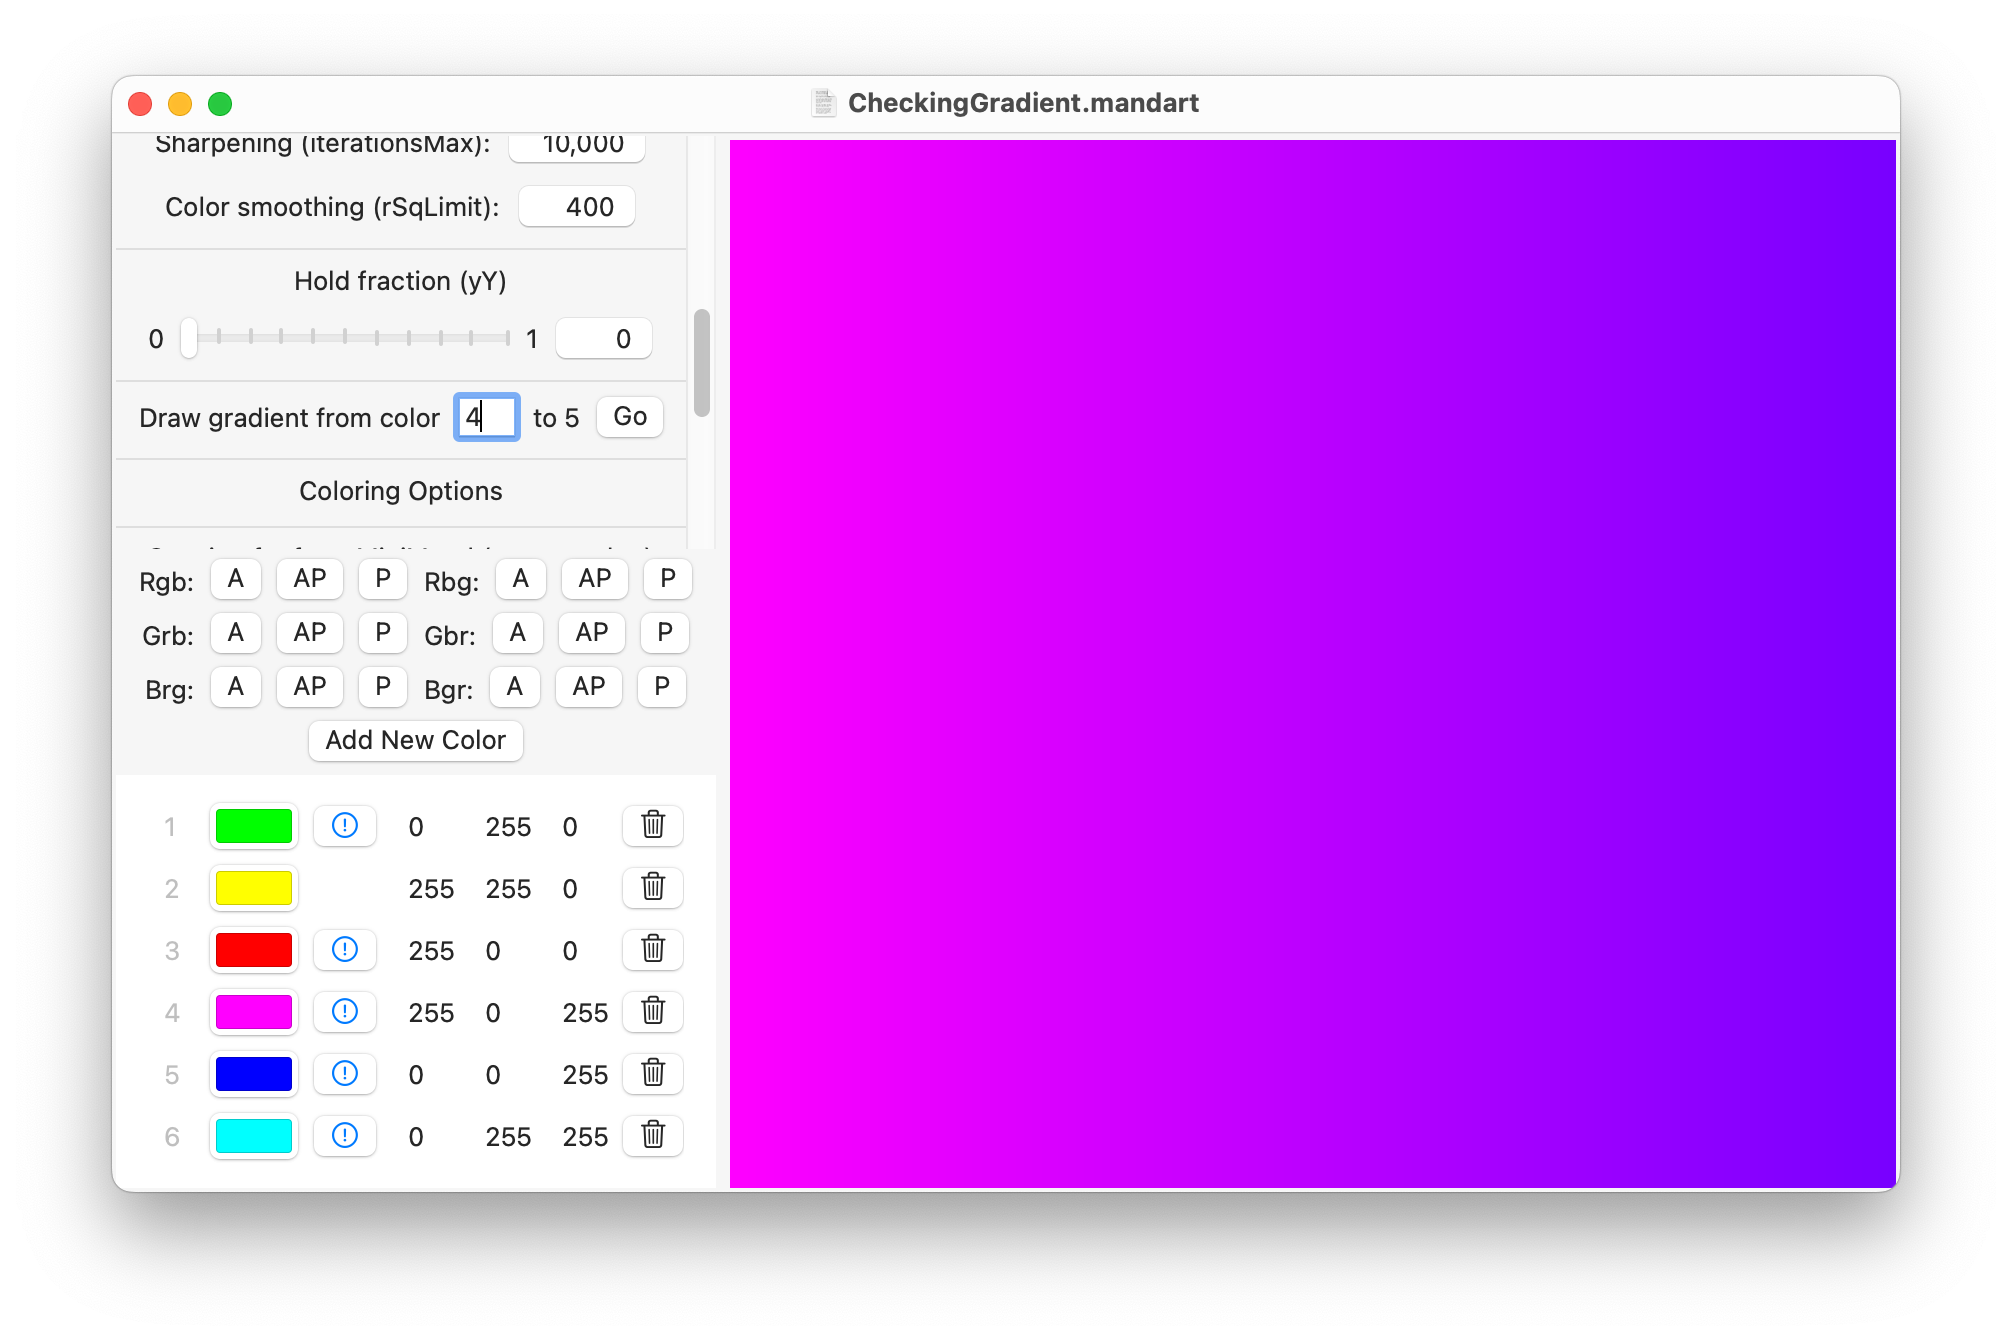 CheckingGradient.mandart
Sharpening (iterationsMax): 10,000
Color smoothing (rSqLimit): 400
Hold fraction (yY)
0 1 0
Draw gradient from color 4 to 5 Go
Coloring Options
Rgb: A AP P Rbg: A AP P
Grb: A AP P Gbr: A AP P
Brg: A AP P Bgr: A AP P
Add New Color
1 0 255 0
2 255 255 0
3 255 0 0
4 255 0 255
5 0 0 255
6 0 255 255